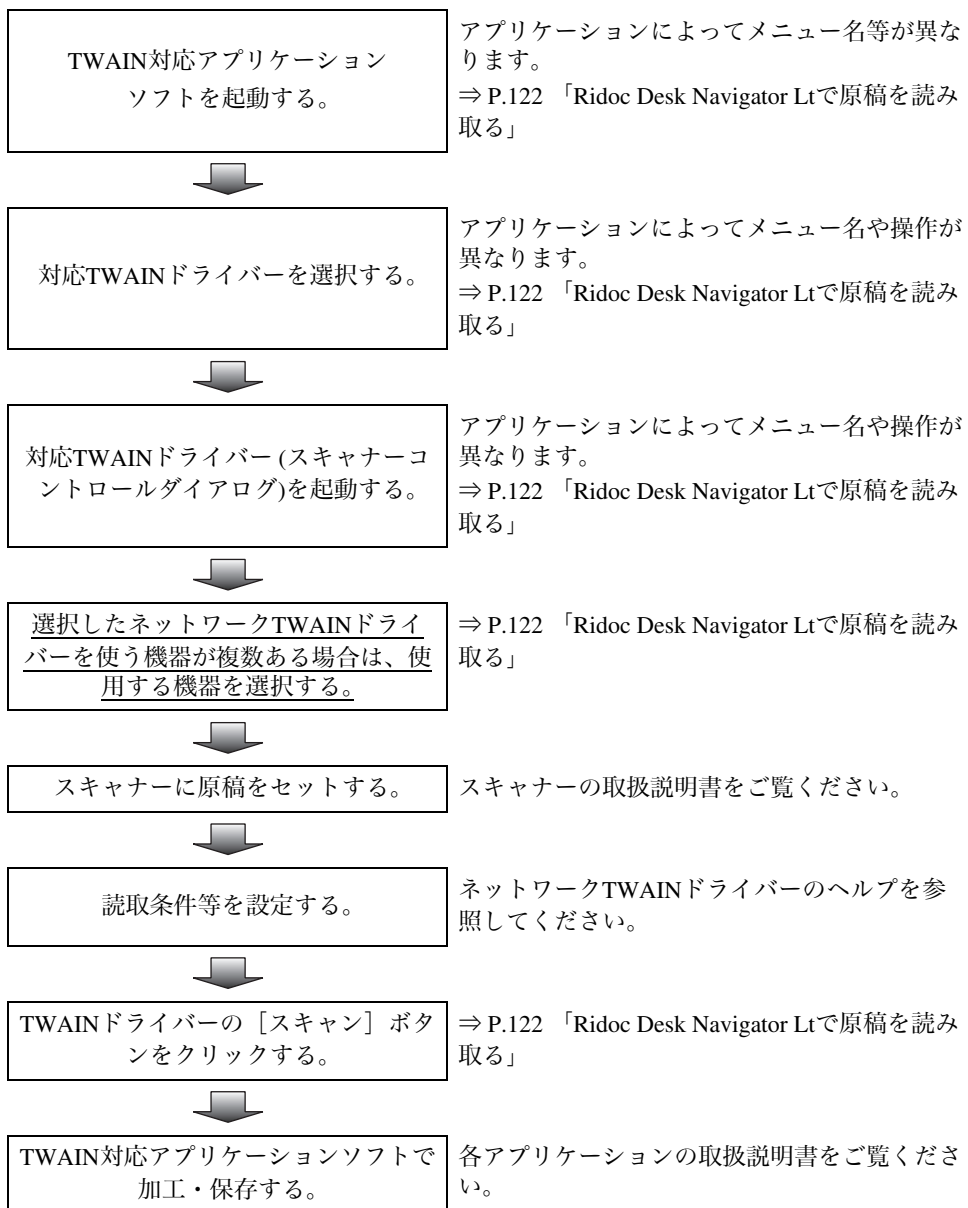 TWAIN対応アプリケーション
ソフトを起動する。
アプリケーションによってメニュー名等が異な
ります。
⇒ P.122 「Ridoc Desk Navigator Ltで原稿を読み
取る」
対応TWAINドライバーを選択する。
アプリケーションによってメニュー名や操作が
異なります。
⇒ P.122 「Ridoc Desk Navigator Ltで原稿を読み
取る」
対応TWAINドライバー (スキャナーコ
ントロールダイアログ)を起動する。
アプリケーションによってメニュー名や操作が
異なります。
⇒ P.122 「Ridoc Desk Navigator Ltで原稿を読み
取る」
選択したネットワークTWAINドライ
バーを使う機器が複数ある場合は、使
用する機器を選択する。
⇒ P.122 「Ridoc Desk Navigator Ltで原稿を読み
取る」
スキャナーに原稿をセットする。
スキャナーの取扱説明書をご覧ください。
読取条件等を設定する。
ネットワークTWAINドライバーのヘルプを参
照してください。
TWAINドライバーの［スキャン］ボタ
ンをクリックする。
⇒ P.122 「Ridoc Desk Navigator Ltで原稿を読み
取る」
TWAIN対応アプリケーションソフトで
加工・保存する。
各アプリケーションの取扱説明書をご覧くださ
い。